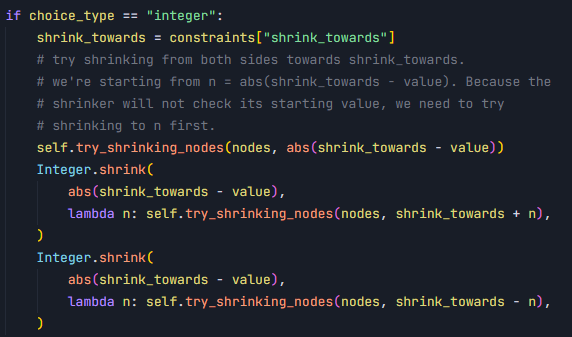 if choice_type == "integer":
    shrink_towards = constraints["shrink_towards"]
    # try shrinking from both sides towards shrink_towards.
    # we're starting from n = abs(shrink_towards - value). Because the
    # shrinker will not check its starting value, we need to try
    # shrinking to n first.
    self.try_shrinking_nodes(nodes, abs(shrink_towards - value))
    Integer.shrink(
        abs(shrink_towards - value),
        lambda n: self.try_shrinking_nodes(nodes, shrink_towards + n),
    )
    Integer.shrink(
        abs(shrink_towards - value),
        lambda n: self.try_shrinking_nodes(nodes, shrink_towards - n),
    )